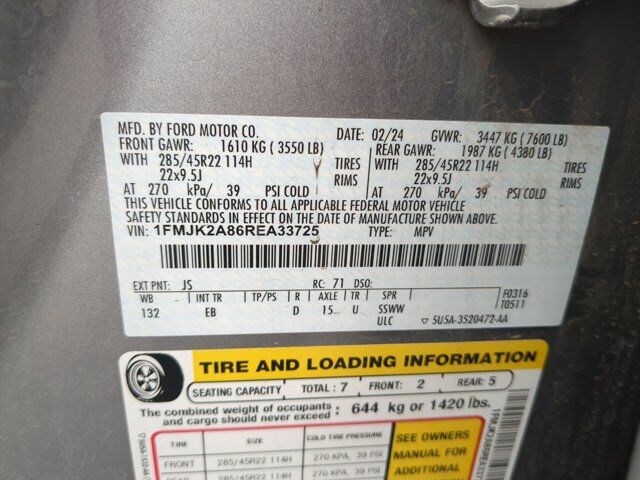 MFD. BY FORD MOTOR CO. DATE: 02/24 GVWR: 3447 KG (7600 LB)
FRONT GAWR: 1610 KG (3550 LB) REAR GAWR: 1987 KG (4380 LB)
WITH 285/45R22 114H TIRES WITH 285/45R22 114H TIRES
22x9.5J RIMS 22x9.5J RIMS
AT 270 kPa/ 39 PSI COLD AT 270 kPa/ 39 PSI COLD
THIS VEHICLE CONFORMS TO ALL APPLICABLE FEDERAL MOTOR VEHICLE
SAFETY STANDARDS IN EFFECT ON THE DATE OF MANUFACTURE SHOWN ABOVE.
VIN: 1FMJK2A86REA33725 TYPE: MPV
EXT PNT: JS RC: 71 DSO:
WB INT TR TP/PS R AXLE TR SPR F0316
132 EB D 15 U SSWW T0511
ULC ▽ 5U5A-3520472-AA
TIRE AND LOADING INFORMATION
SEATING CAPACITY TOTAL: 7 FRONT: 2 REAR: 5
The combined weight of occupants and cargo should never exceed: 644 kg or 1420 lbs.
TIRE SIZE COLD TIRE PRESSURE
FRONT 285/45R22 114H 270 KPA, 39 PSI
SEE OWNERS
MANUAL FOR
ADDITIONAL